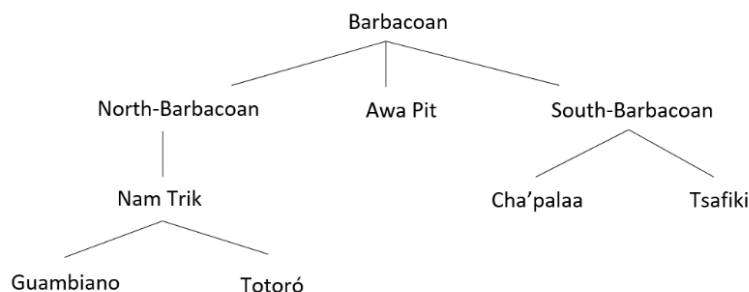 Barbacoan
North-Barbacoan Awa Pit South-Barbacoan
Nam Trik Cha'palaa Tsafiki
Guambiano Totoró